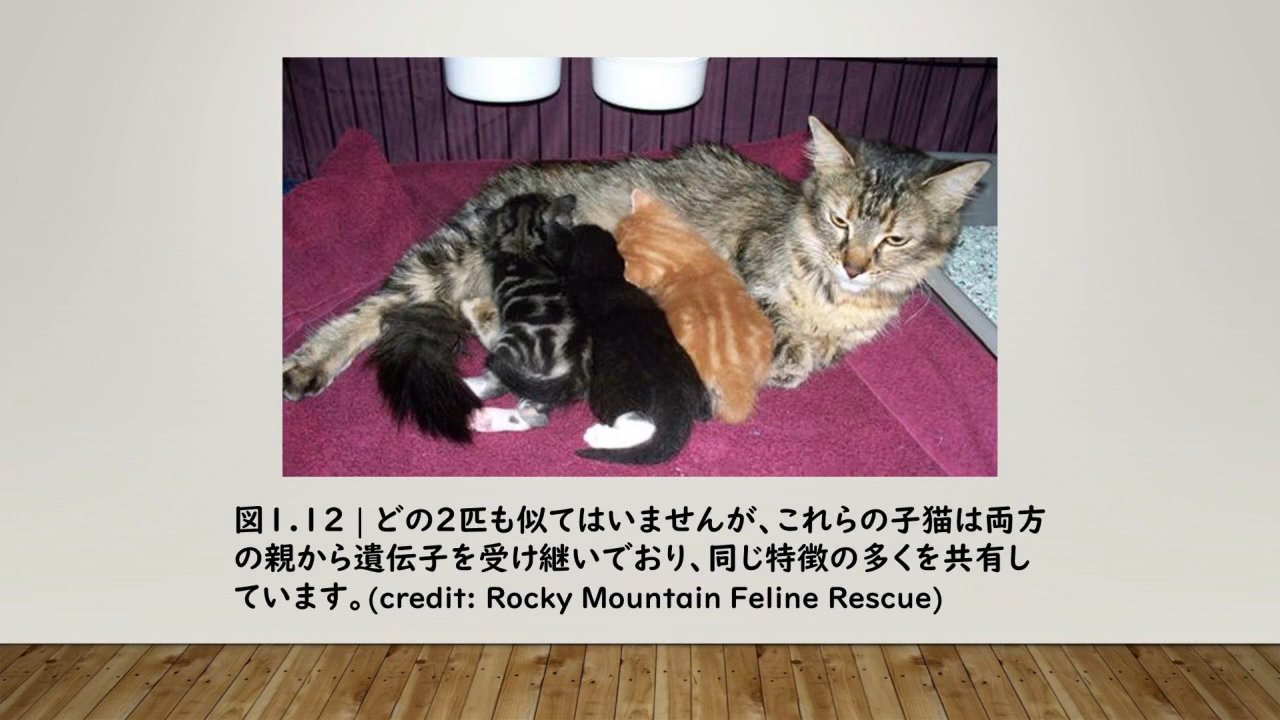 図1.12 | どの2匹も似てはいませんが、これらの子猫は両方
の親から遺伝子を受け継いでおり、同じ特徴の多くを共有し
ています。(credit: Rocky Mountain Feline Rescue)